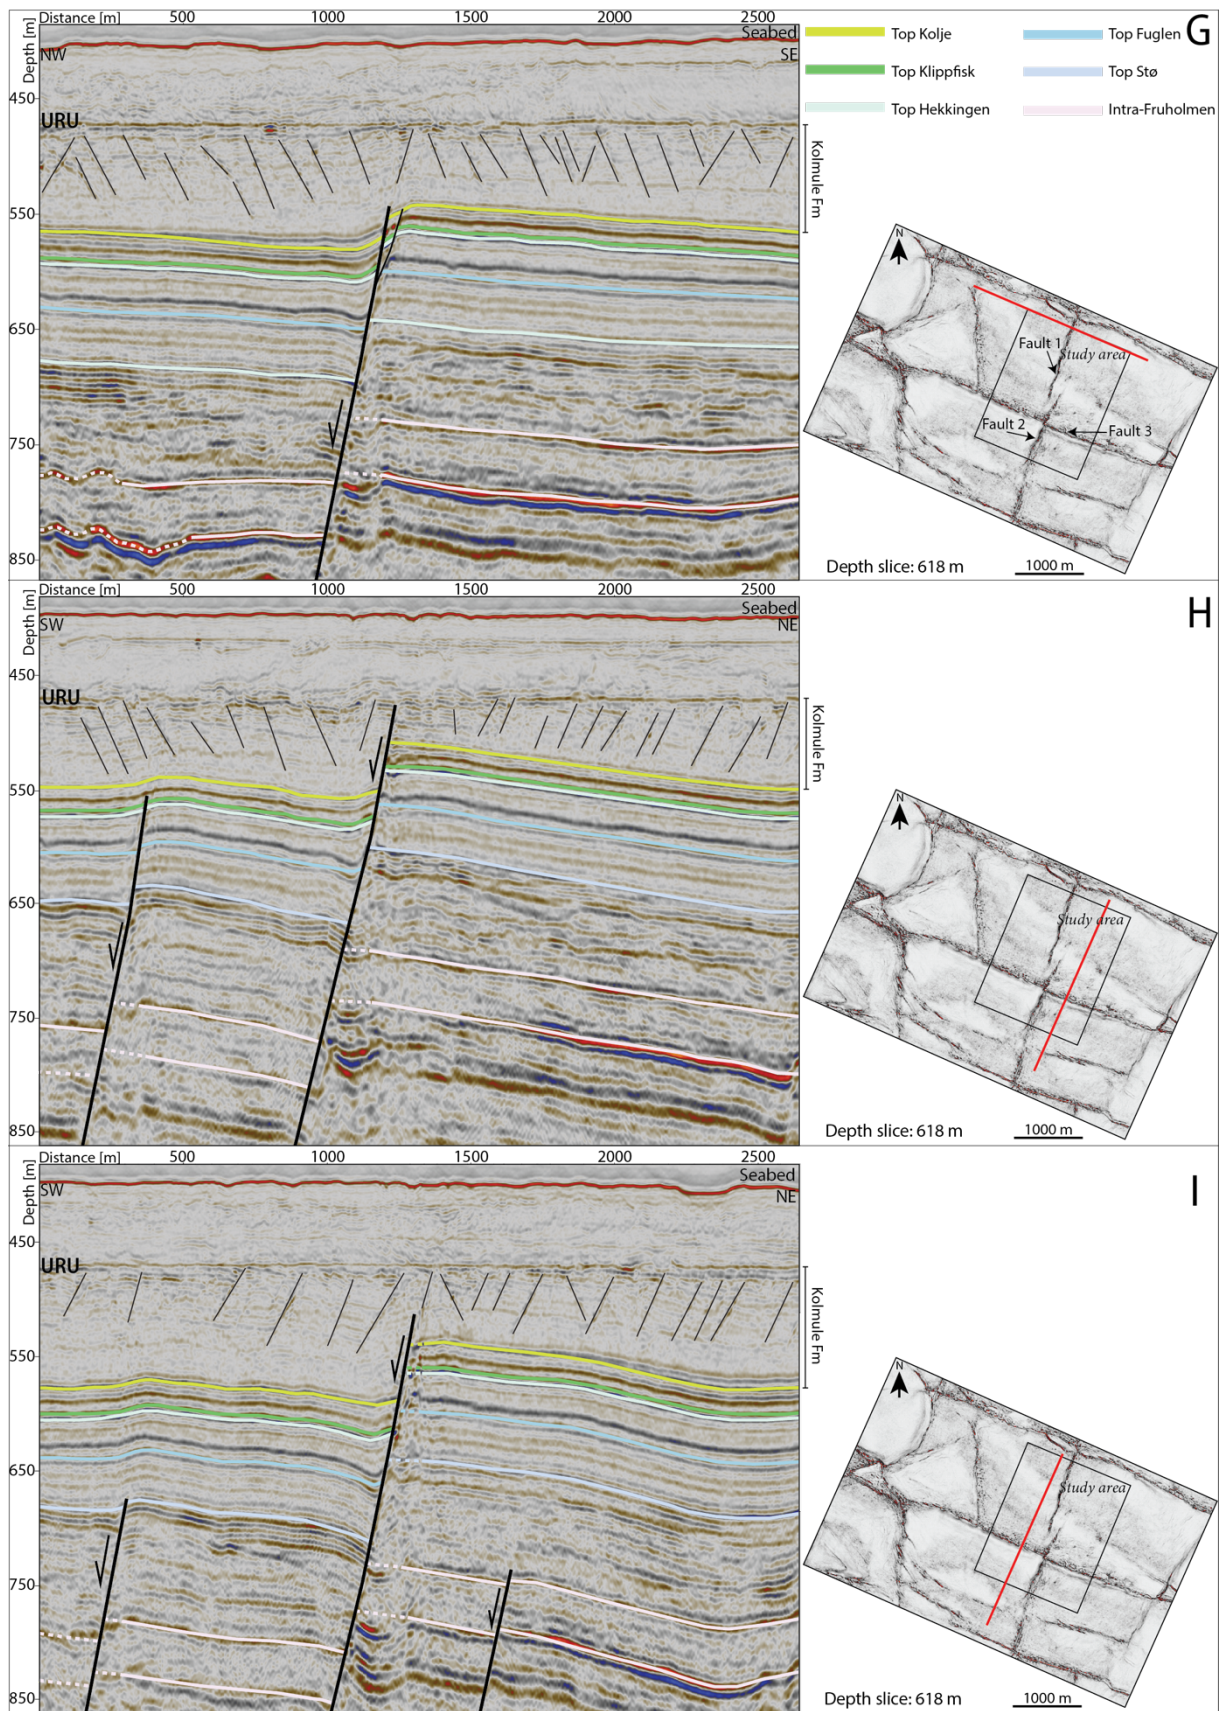 Distance [m] 500 1000 1500 2000 2500
Depth [m]
Seabed
NW SE
450
URU
550
650
750
850
Kolmule Fm
G
Top Kolje Top Fuglen
Top Klippfisk Top Stø
Top Hekkingen Intra-Fruholmen
N
Fault 1
Study area
Fault 2
Fault 3
Depth slice: 618 m 1000 m
Distance [m] 500 1000 1500 2000 2500
Depth [m]
Seabed
SW NE
450
URU
550
650
750
850
Kolmule Fm
H
N
Study area
Depth slice: 618 m 1000 m
Distance [m] 500 1000 1500 2000 2500
Depth [m]
Seabed
SW NE
450
URU
550
650
750
850
Kolmule Fm
I
N
Study area
Depth slice: 618 m 1000 m